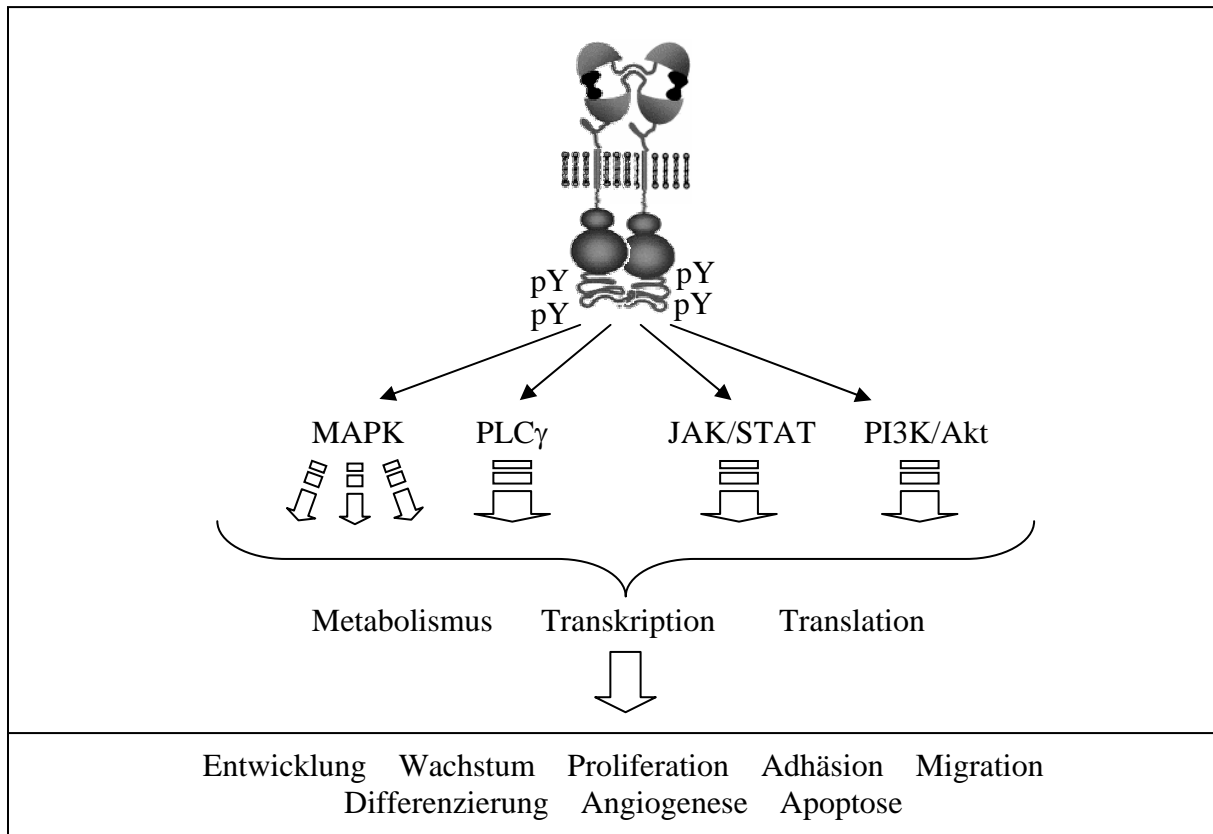 pY pY
pY pY
MAPK PLCγ JAK/STAT PI3K/Akt
Metabolismus Transkription Translation
Entwicklung Wachstum Proliferation Adhäsion Migration
Differenzierung Angiogenese Apoptose